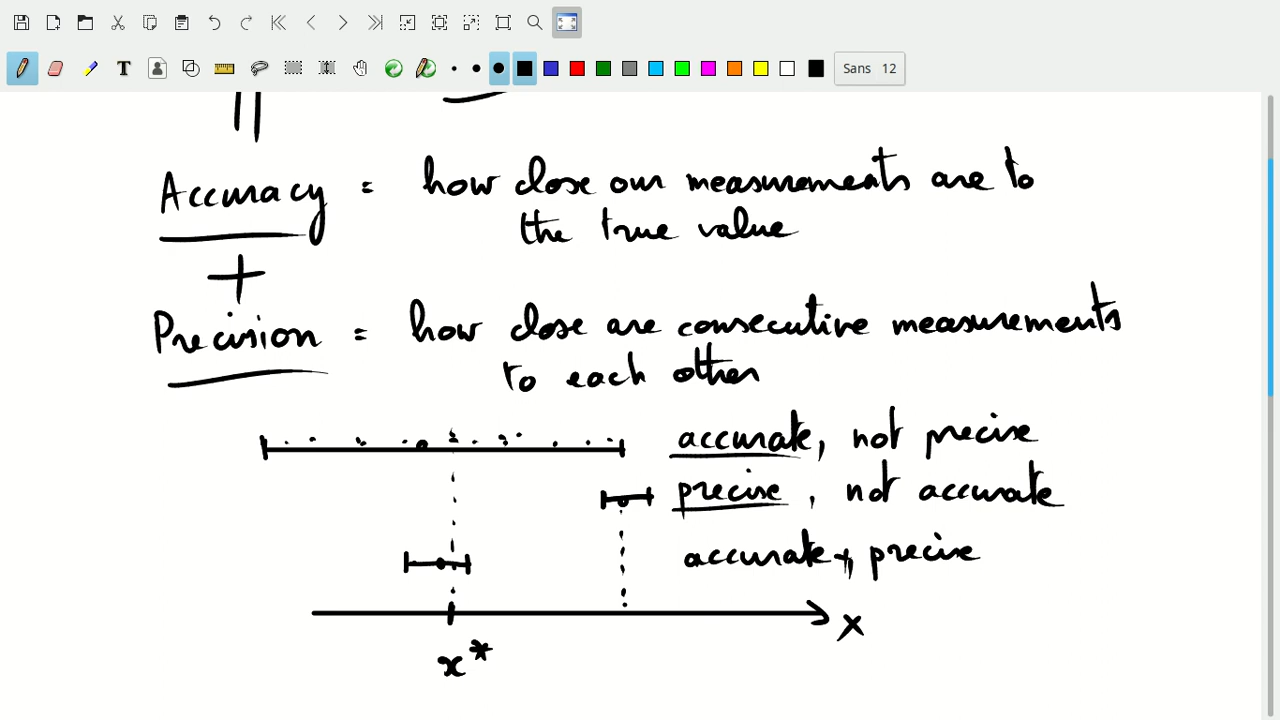 T
Sans 12
Accuracy = how close our measurements are to
the true value
+
Precision = how close are consecutive measurements
to each other
accurate, not precise
precise, not accurate
accurate + precise
x
x*